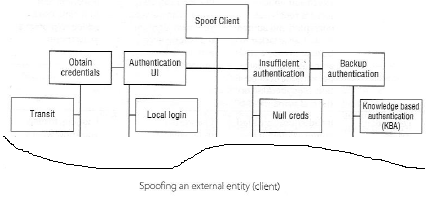 Spoof Client
Obtain
credentials
Authentication
UI
Insufficient
authentication
Backup
authentication
Transit
Local login
Null creds
Knowledge based
authentication
(KBA)
Spoofing an external entity (client)